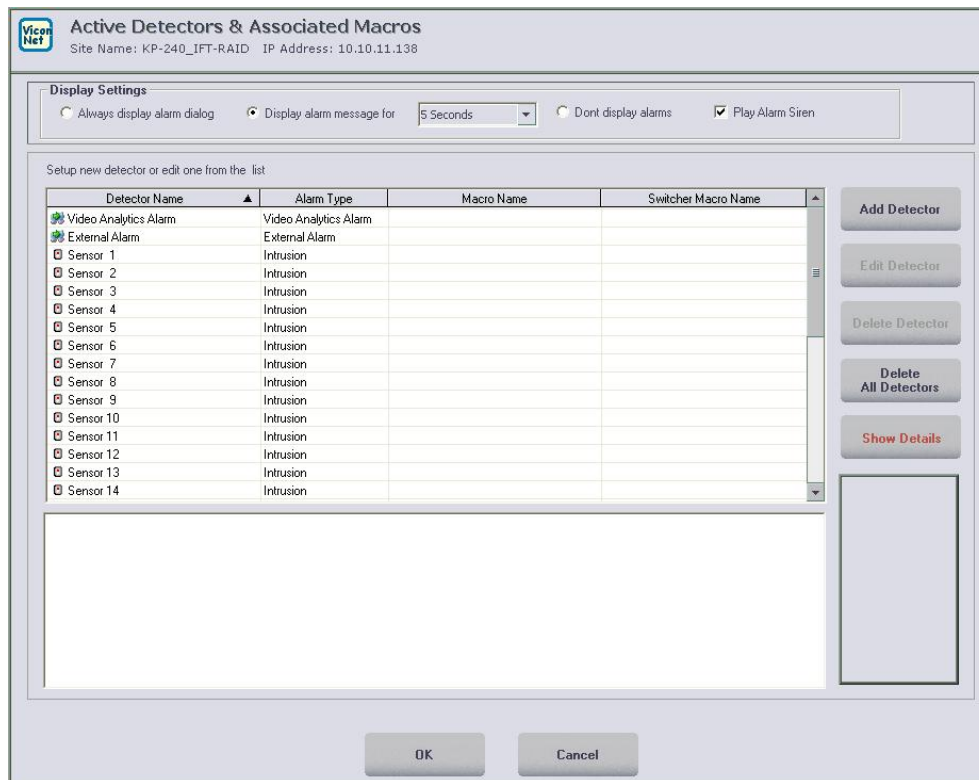 Vicon
Net
Active Detectors & Associated Macros
Site Name: KP-240_IFT-RAID IP Address: 10.10.11.138
Display Settings
Always display alarm dialog Display alarm message for 5 Seconds Dont display alarms Play Alarm Siren
Setup new detector or edit one from the list
Detector Name Alarm Type Macro Name Switcher Macro Name
Video Analytics Alarm Video Analytics Alarm
External Alarm External Alarm
Sensor 1 Intrusion
Sensor 2 Intrusion
Sensor 3 Intrusion
Sensor 4 Intrusion
Sensor 5 Intrusion
Sensor 6 Intrusion
Sensor 7 Intrusion
Sensor 8 Intrusion
Sensor 9 Intrusion
Sensor 10 Intrusion
Sensor 11 Intrusion
Sensor 12 Intrusion
Sensor 13 Intrusion
Sensor 14 Intrusion
Add Detector
Edit Detector
Delete Detector
Delete
All Detectors
Show Details
OK Cancel